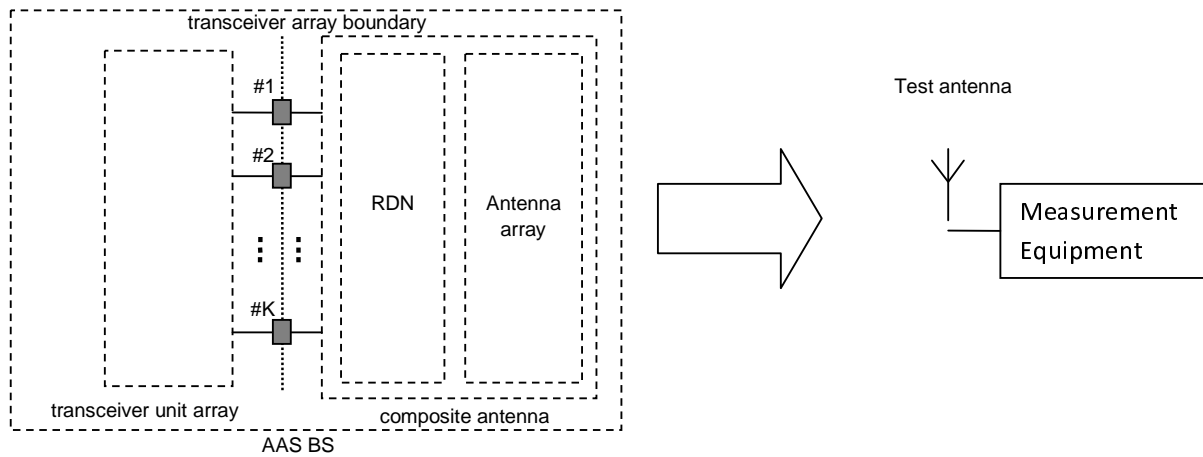 transceiver array boundary
#1
#2
#K
RDN
Antenna
array
transceiver unit array
composite antenna
AAS BS
Test antenna
Measurement
Equipment